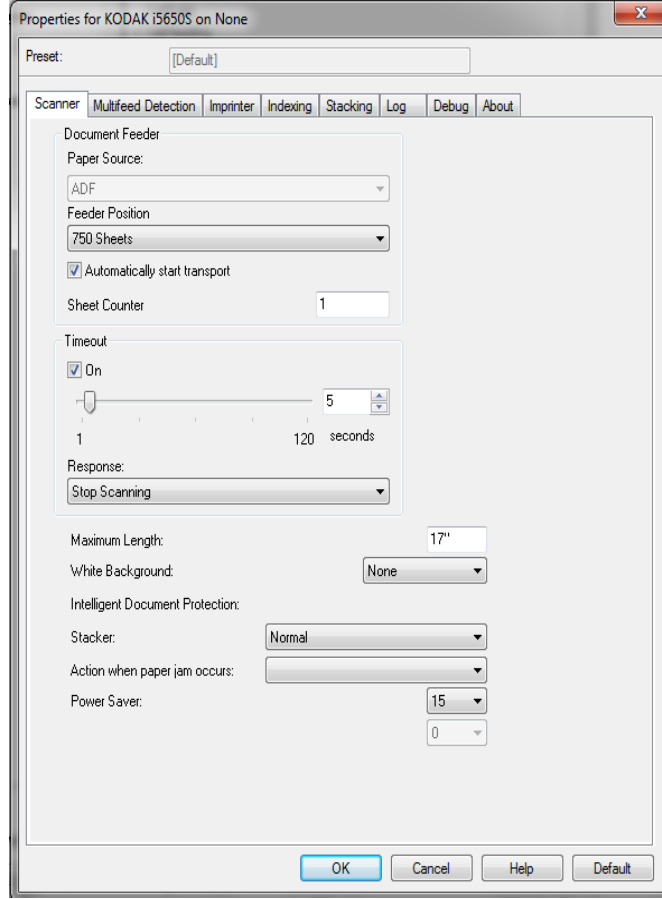 Properties for KODAK i5650S on None
Preset: [Default]
Scanner Multifeed Detection Imprinter Indexing Stacking Log Debug About
Document Feeder
Paper Source:
ADF
Feeder Position
750 Sheets
Automatically start transport
Sheet Counter 1
Timeout
On
5
1 120 seconds
Response:
Stop Scanning
Maximum Length: 17"
White Background: None
Intelligent Document Protection:
Stacker: Normal
Action when paper jam occurs:
Power Saver: 15
0
OK Cancel Help Default